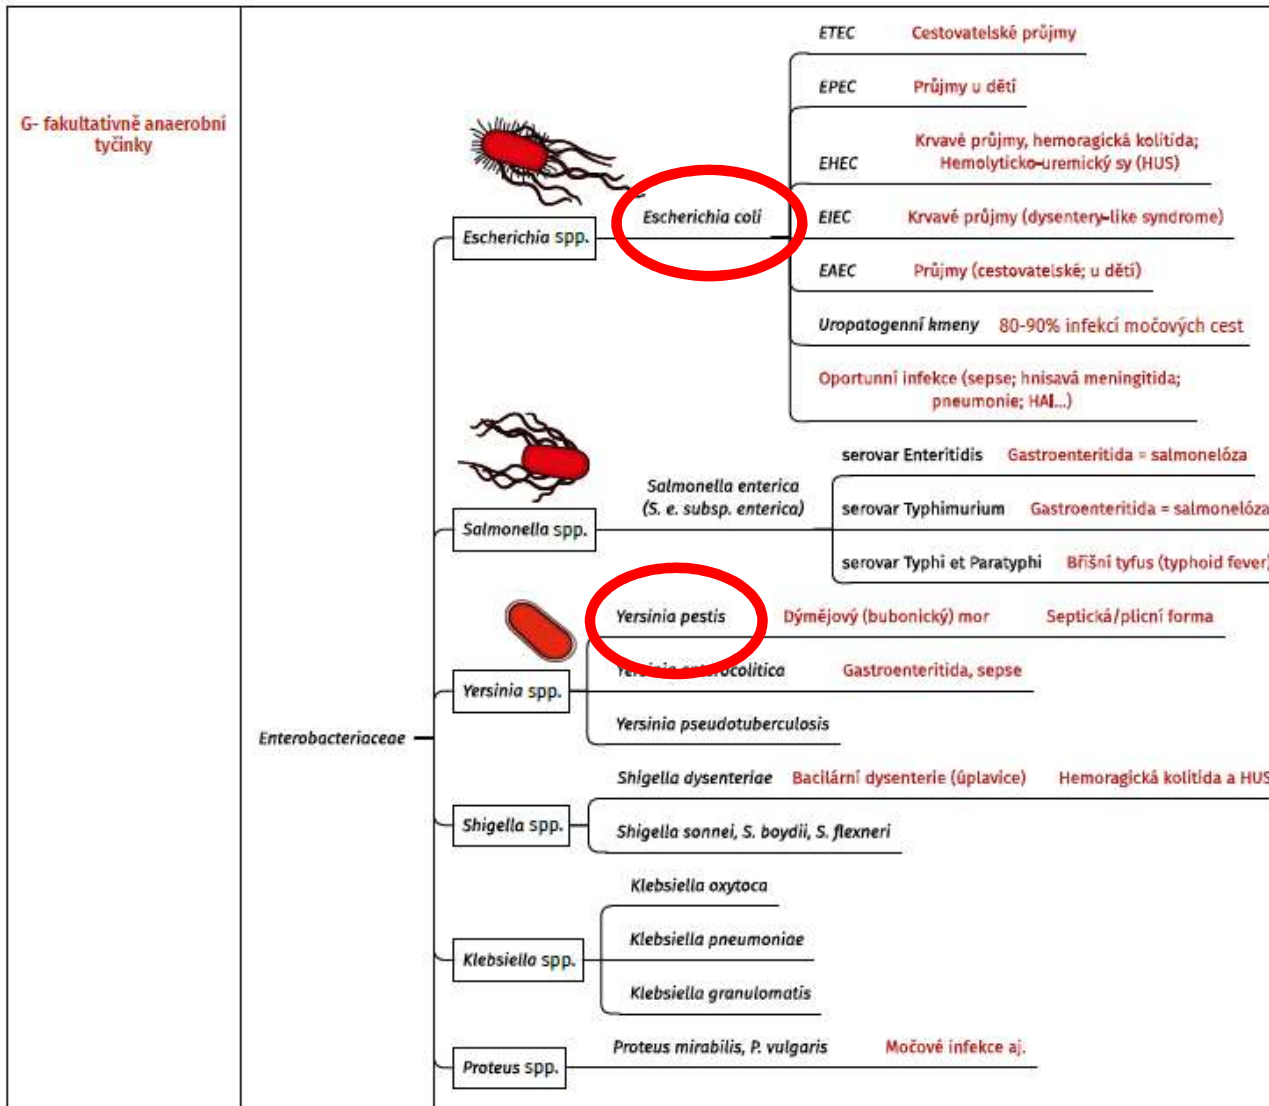 G- fakultativně anaerobní
tyčinky
Enterobacteriaceae
Escherichia spp.
Escherichia coli
ETEC Cestovatelské průjmy
EPEC Průjmy u dětí
EHEC Krvavé průjmy, hemoragická kolitida;
Hemolyticko-uremický sy (HUS)
EIEC Krvavé průjmy (dysentery-like syndrome)
EAEC Průjmy (cestovatelské; u dětí)
Uropatogenní kmeny 80-90% infekcí močových cest
Oportunní infekce (sepse; hnisavá meningitida;
pneumonie; HAI...)
Salmonella spp.
Salmonella enterica
(S. e. subsp. enterica)
serovar Enteritidis Gastroenteritida = salmonelóza
serovar Typhimurium Gastroenteritida = salmonelóza
serovar Typhi et Paratyphi Břišní tyfus (typhoid fever)
Yersinia spp.
Yersinia pestis Dýmějový (bubonický) mor Septická/plicní forma
Yersinia enterocolitica Gastroenteritida, sepse
Yersinia pseudotuberculosis
Shigella spp.
Shigella dysenteriae Bacilární dysenterie (úplavice) Hemoragická kolitida a HUS
Shigella sonnei, S. boydii, S. flexneri
Klebsiella spp.
Klebsiella oxytoca
Klebsiella pneumoniae
Klebsiella granulomatis
Proteus spp.
Proteus mirabilis, P. vulgaris Močové infekce aj.